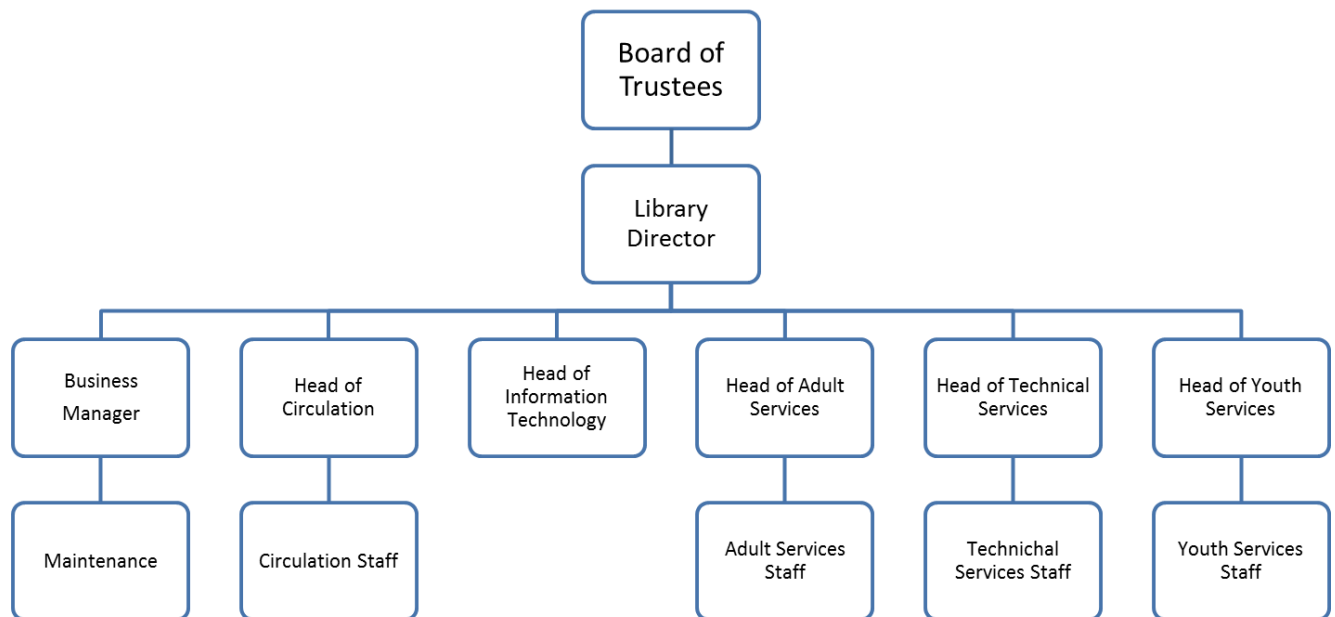 Board of
Trustees
Library
Director
Business
Manager
Head of
Circulation
Head of
Information
Technology
Head of Adult
Services
Head of Technical
Services
Head of Youth
Services
Maintenance
Circulation Staff
Adult Services
Staff
Technichal
Services Staff
Youth Services
Staff